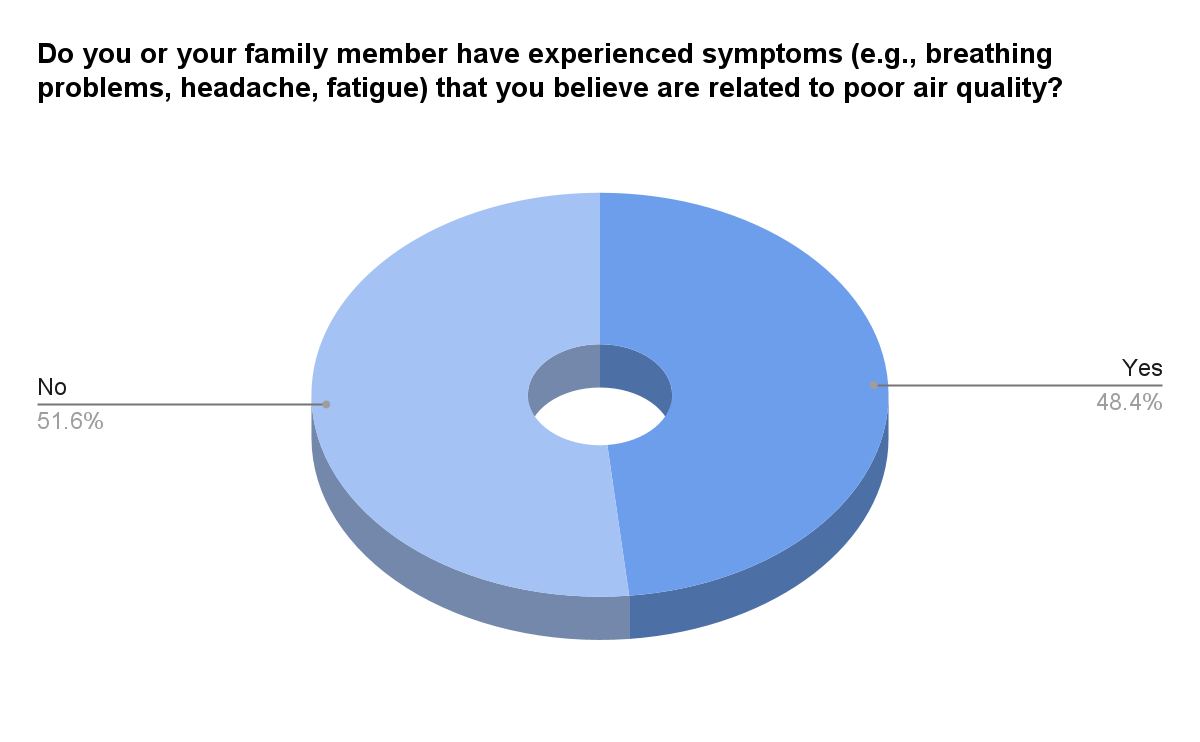 Do you or your family member have experienced symptoms (e.g., breathing
problems, headache, fatigue) that you believe are related to poor air quality?
Yes
48.4%
No
51.6%